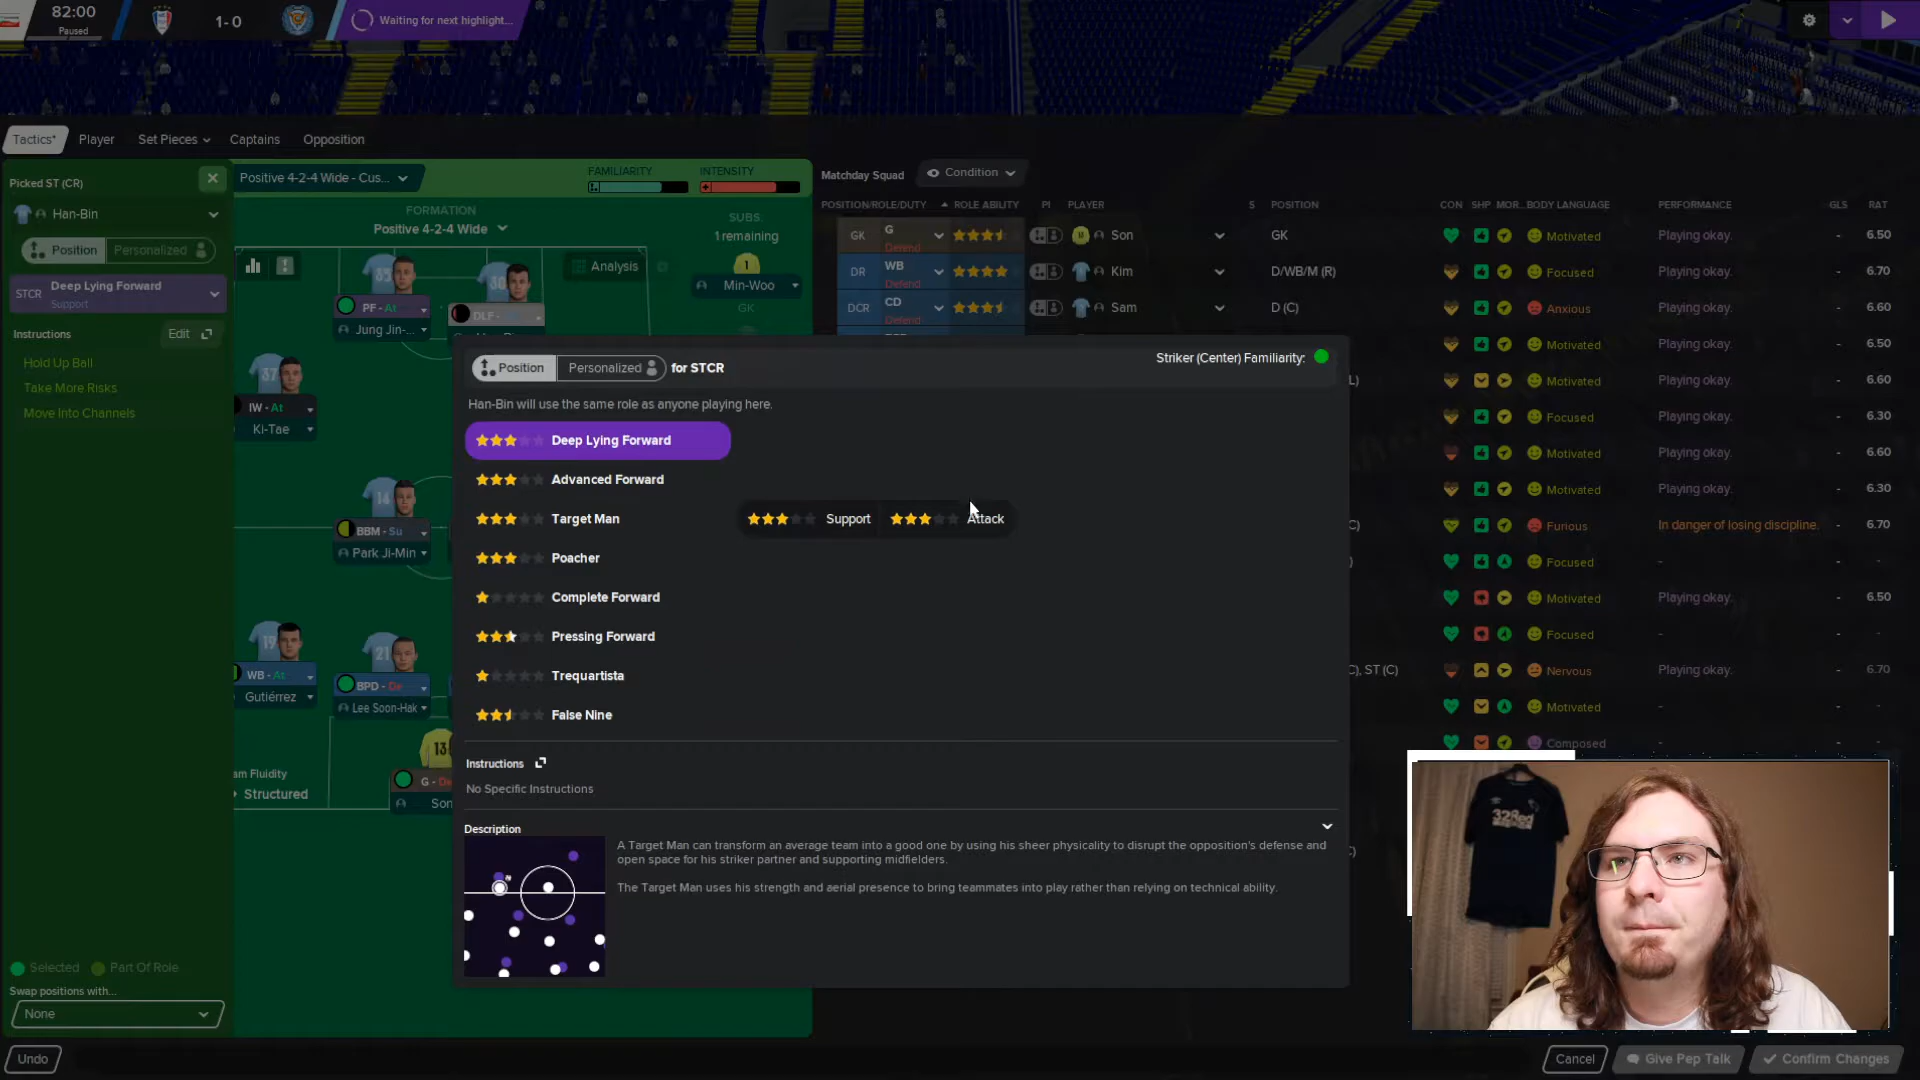 82:00
Paused
1 - 0
Waiting for next highlight...
Tactics*
Player
Set Pieces
Captains
Opposition
Picked ST (CR)
Han-Bin
Position
Personalized
STCR
Deep Lying Forward
Support
Instructions
Edit
Hold Up Ball
Take More Risks
Move Into Channels
Selected
Part Of Role
Swap positions with...
None
Positive 4-2-4 Wide - Cus...
FAMILIARITY
INTENSITY
FORMATION
Positive 4-2-4 Wide
SUBS:
1 remaining
Analysis
1
Min-Woo
GK
PF - At
Jung Jin-...
DLF -
37
IW - At
Ki-Tae
14
BBM - Su
Park Ji-Min
19
WB - At
Gutiérrez
21
BPD - De
Lee Soon-Hak
13
G - De
Son
am Fluidity
Structured
Matchday Squad
Condition
POSITION/ROLE/DUTY
ROLE ABILITY
PI
PLAYER
S
POSITION
CON
SHP
MOR...
BODY LANGUAGE
PERFORMANCE
GLS
RAT
GK
G
Defend
Son
GK
Motivated
Playing okay.
-
6.50
DR
WB
Defend
Kim
D/WB/M (R)
Focused
Playing okay.
-
6.70
DCR
CD
Defend
Sam
D (C)
Anxious
Playing okay.
-
6.60
Motivated
Playing okay.
-
6.50
L)
Motivated
Playing okay.
-
6.60
Focused
Playing okay.
-
6.30
Motivated
Playing okay.
-
6.60
Motivated
Playing okay.
-
6.30
C)
Furious
In danger of losing discipline.
-
6.70
)
Focused
-
-
-
Motivated
Playing okay.
-
6.50
Focused
-
-
-
C), ST (C)
Nervous
Playing okay.
-
6.70
Motivated
-
-
-
Composed
-
-
-
C)
Position
Personalized
for STCR
Striker (Center) Familiarity:
Han-Bin will use the same role as anyone playing here.
Deep Lying Forward
Advanced Forward
Target Man
Support
Attack
Poacher
Complete Forward
Pressing Forward
Trequartista
False Nine
Instructions
No Specific Instructions
Description
A Target Man can transform an average team into a good one by using his sheer physicality to disrupt the opposition's defense and
open space for his striker partner and supporting midfielders.
The Target Man uses his strength and aerial presence to bring teammates into play rather than relying on technical ability.
32Red
Undo
Cancel
Give Pep Talk
Confirm Changes